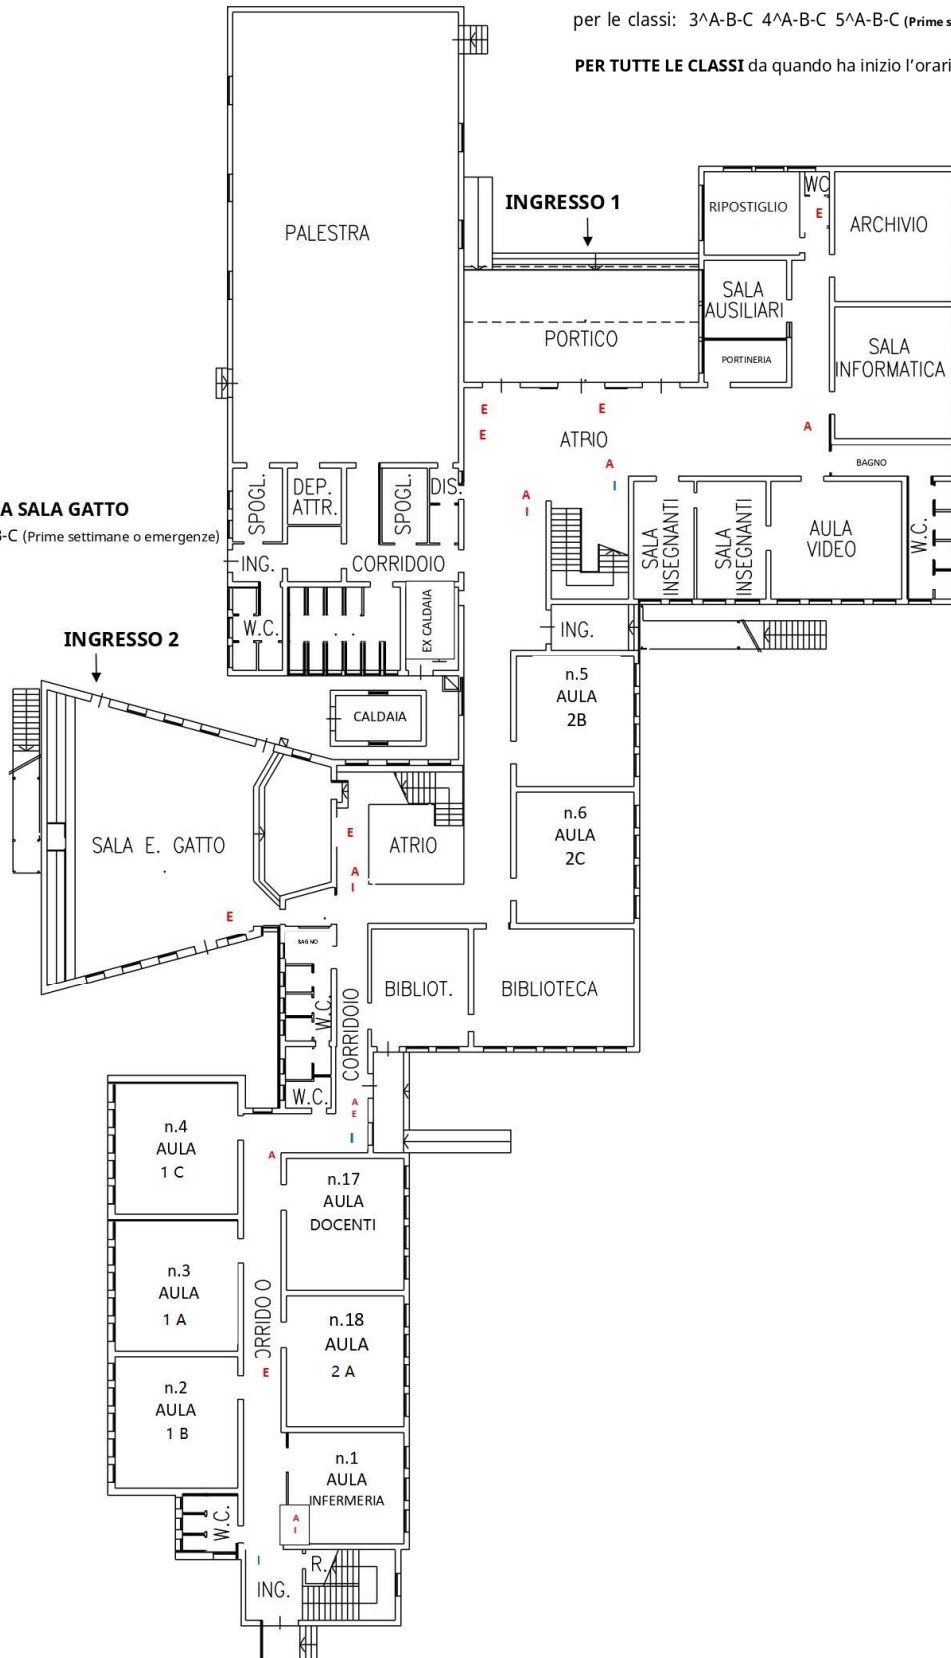 per le classi: 3^A-B-C 4^A-B-C 5^A-B-C (Prime s
PER TUTTE LE CLASSI da quando ha inizio l'orari
INGRESSO 1
PALESTRA
RIPOSTIGLIO
WC
E
ARCHIVIO
SALA
AUSILIARI
PORTICO
PORTINERIA
SALA
INFORMATICA
E
E
E
ATRIO
A
A
I
A
I
BAGNO
SPOGL.
DEP.
ATTR.
SPOGL.
DIS.
A SALA GATTO
B-C (Prime settimane o emergenze)
SALA
INSEGNANTI
SALA
INSEGNANTI
AULA
VIDEO
W.C.
ING.
CORRIDOIO
W.C.
EX CALDAIA
ING.
INGRESSO 2
n.5
AULA
2B
CALDAIA
SALA E. GATTO
E
A
I
ATRIO
n.6
AULA
2C
E
BAGNO
W.C.
CORRIDOIO
BIBLIOT.
BIBLIOTECA
W.C.
A
E
I
n.4
AULA
1 C
A
n.17
AULA
DOCENTI
n.3
AULA
1 A
ORRIDO O
n.18
AULA
2 A
E
n.2
AULA
1 B
n.1
AULA
INFERMERIA
W.C.
A
I
I
R.
ING.